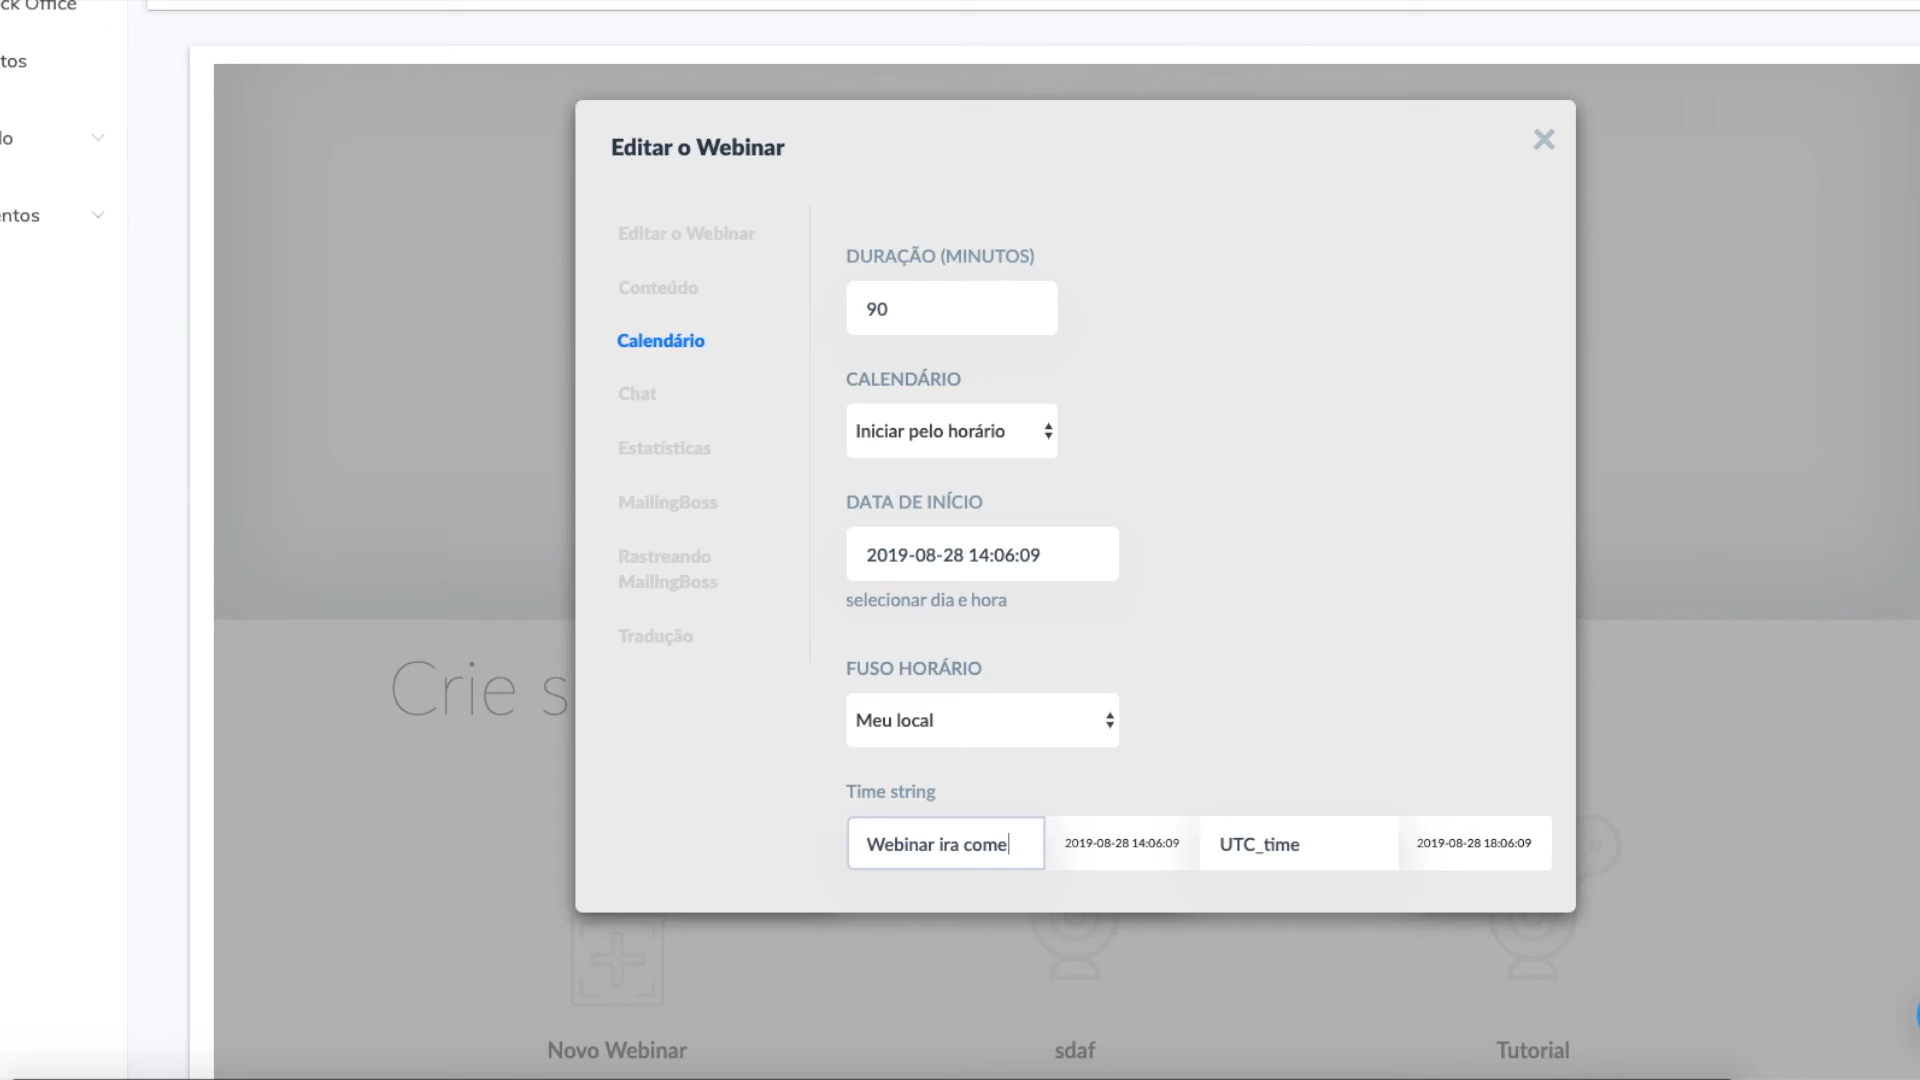 ck Office
tos
lo
entos
Editar o Webinar
Editar o Webinar
Conteúdo
Calendário
Chat
Estatísticas
MailingBoss
Rastreando
MailingBoss
Tradução
DURAÇÃO (MINUTOS)
90
CALENDÁRIO
Iniciar pelo horário
DATA DE INÍCIO
2019-08-28 14:06:09
selecionar dia e hora
FUSO HORÁRIO
Meu local
Time string
Webinar ira come 2019-08-28 14:06:09 UTC_time 2019-08-28 18:06:09
Crie s
Novo Webinar
sdaf
Tutorial